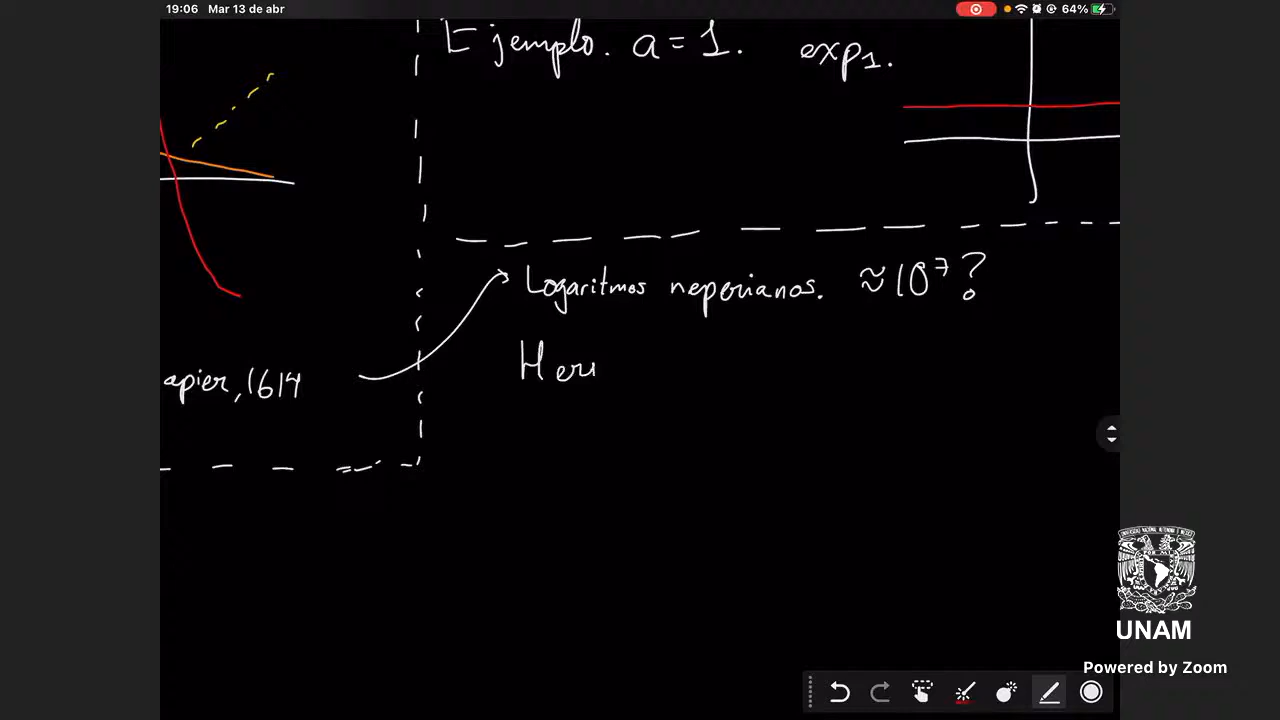 19:06 Mar 13 de abr 64%
Ejemplo. a = 1. exp1.
Logaritmos neperianos. ≈10⁷?
Her
apier, 1614
UNAM
Powered by Zoom